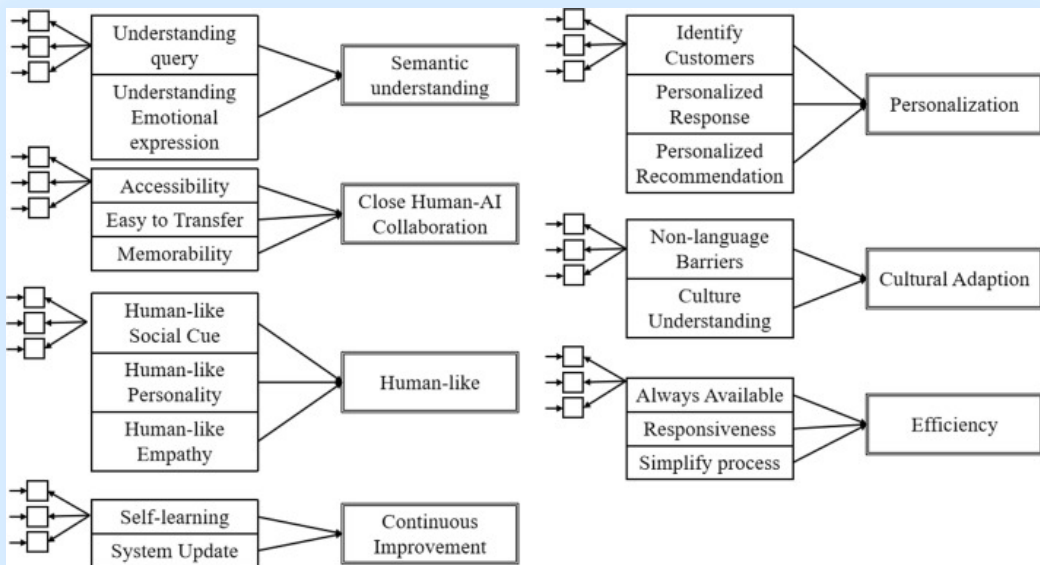 Understanding
query
Understanding
Emotional
expression
Semantic
understanding
Accessibility
Easy to Transfer
Memorability
Close Human-AI
Collaboration
Human-like
Social Cue
Human-like
Personality
Human-like
Empathy
Human-like
Self-learning
System Update
Continuous
Improvement
Identify
Customers
Personalized
Response
Personalized
Recommendation
Personalization
Non-language
Barriers
Culture
Understanding
Cultural Adaption
Always Available
Responsiveness
Simplify process
Efficiency